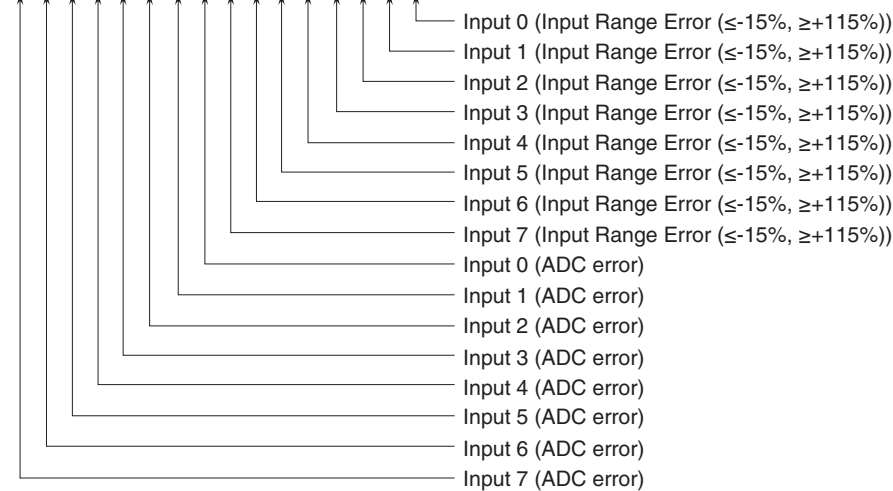 Input 0 (Input Range Error (≤-15%, ≥+115%))
Input 1 (Input Range Error (≤-15%, ≥+115%))
Input 2 (Input Range Error (≤-15%, ≥+115%))
Input 3 (Input Range Error (≤-15%, ≥+115%))
Input 4 (Input Range Error (≤-15%, ≥+115%))
Input 5 (Input Range Error (≤-15%, ≥+115%))
Input 6 (Input Range Error (≤-15%, ≥+115%))
Input 7 (Input Range Error (≤-15%, ≥+115%))
Input 0 (ADC error)
Input 1 (ADC error)
Input 2 (ADC error)
Input 3 (ADC error)
Input 4 (ADC error)
Input 5 (ADC error)
Input 6 (ADC error)
Input 7 (ADC error)